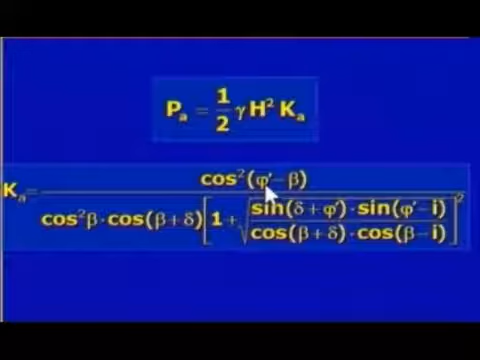 Pₐ = 1/2 γ H² Kₐ
Kₐ = cos²(φ′−β) / cos²β·cos(β+δ)[1+√(sin(δ+φ′)·sin(φ′−i) / cos(β+δ)·cos(β−i))]²